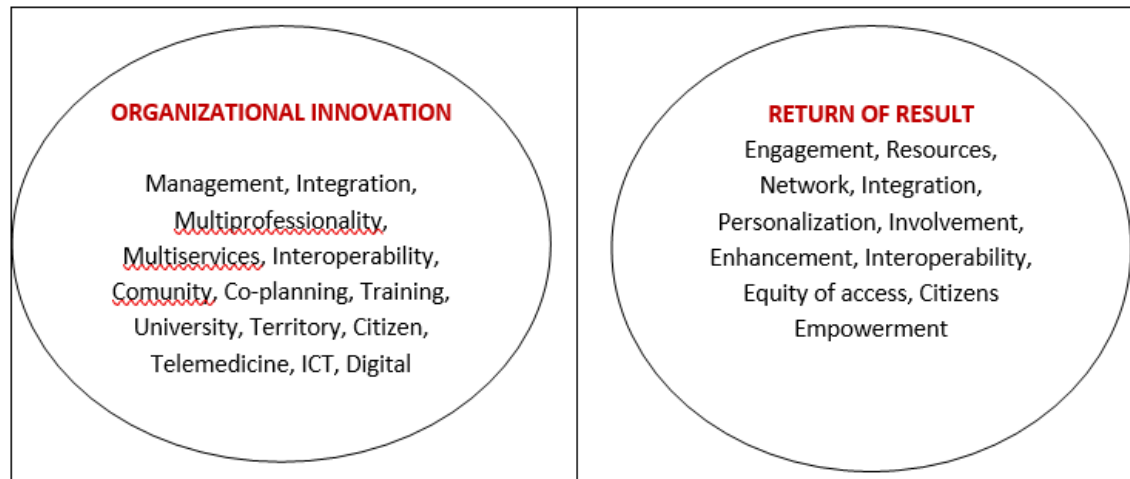 ORGANIZATIONAL INNOVATION
Management, Integration,
Multiprofessionality,
Multiservices, Interoperability,
Comunity, Co-planning, Training,
University, Territory, Citizen,
Telemedicine, ICT, Digital
RETURN OF RESULT
Engagement, Resources,
Network, Integration,
Personalization, Involvement,
Enhancement, Interoperability,
Equity of access, Citizens
Empowerment